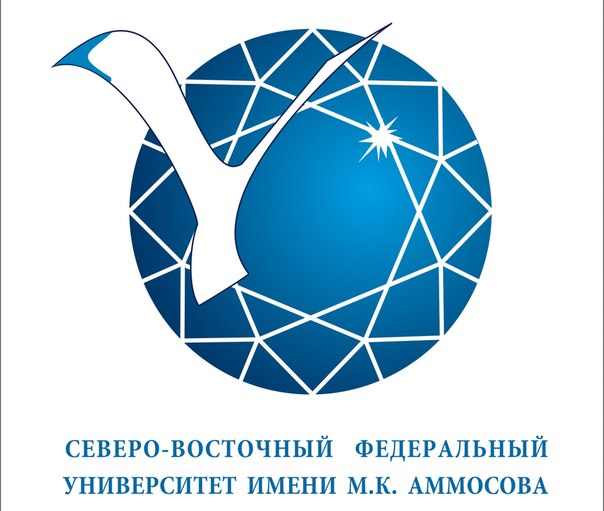 СЕВЕРО-ВОСТОЧНЫЙ ФЕДЕРАЛЬНЫЙ
УНИВЕРСИТЕТ ИМЕНИ М.К. АММОСОВА